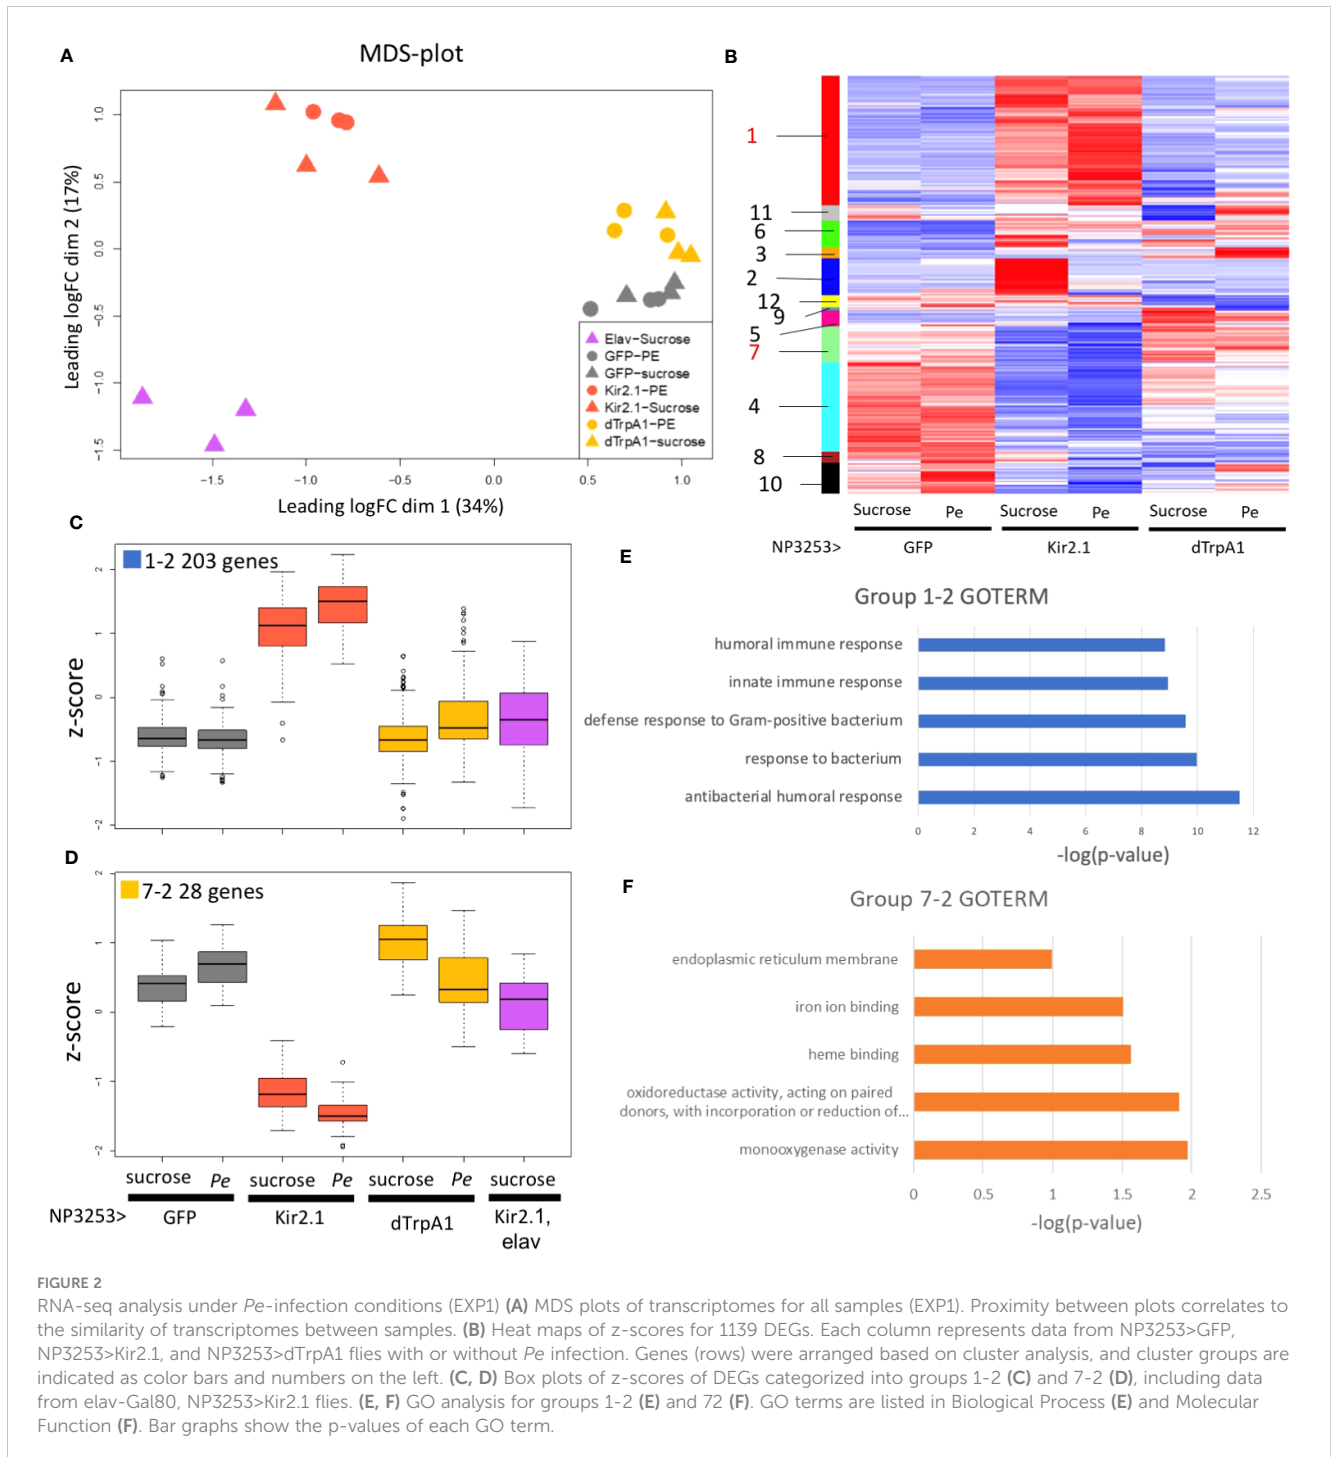 A
MDS-plot
Leading logFC dim 2 (17%)
1.0
0.5
0.0
−0.5
−1.0
−1.5
−1.5
−1.0
−0.5
0.0
0.5
1.0
Leading logFC dim 1 (34%)
Elav−Sucrose
GFP−PE
GFP−sucrose
Kir2.1−PE
Kir2.1−Sucrose
dTrpA1−PE
dTrpA1−sucrose
B
1
11
6
3
2
12
9
5
7
4
8
10
Sucrose
Pe
Sucrose
Pe
Sucrose
Pe
NP3253>
GFP
Kir2.1
dTrpA1
C
1-2 203 genes
z-score
2
1
0
−1
−2
D
7-2 28 genes
z-score
2
1
0
−1
−2
sucrose
Pe
sucrose
Pe
sucrose
Pe
sucrose
NP3253>
GFP
Kir2.1
dTrpA1
Kir2.1,
elav
E
Group 1-2 GOTERM
humoral immune response
innate immune response
defense response to Gram-positive bacterium
response to bacterium
antibacterial humoral response
0 2 4 6 8 10 12
-log(p-value)
F
Group 7-2 GOTERM
endoplasmic reticulum membrane
iron ion binding
heme binding
oxidoreductase activity, acting on paired
donors, with incorporation or reduction of...
monooxygenase activity
0 0.5 1 1.5 2 2.5
-log(p-value)
FIGURE 2
RNA-seq analysis under Pe-infection conditions (EXP1) (A) MDS plots of transcriptomes for all samples (EXP1). Proximity between plots correlates to
the similarity of transcriptomes between samples. (B) Heat maps of z-scores for 1139 DEGs. Each column represents data from NP3253>GFP,
NP3253>Kir2.1, and NP3253>dTrpA1 flies with or without Pe infection. Genes (rows) were arranged based on cluster analysis, and cluster groups are
indicated as color bars and numbers on the left. (C, D) Box plots of z-scores of DEGs categorized into groups 1-2 (C) and 7-2 (D), including data
from elav-Gal80, NP3253>Kir2.1 flies. (E, F) GO analysis for groups 1-2 (E) and 72 (F). GO terms are listed in Biological Process (E) and Molecular
Function (F). Bar graphs show the p-values of each GO term.